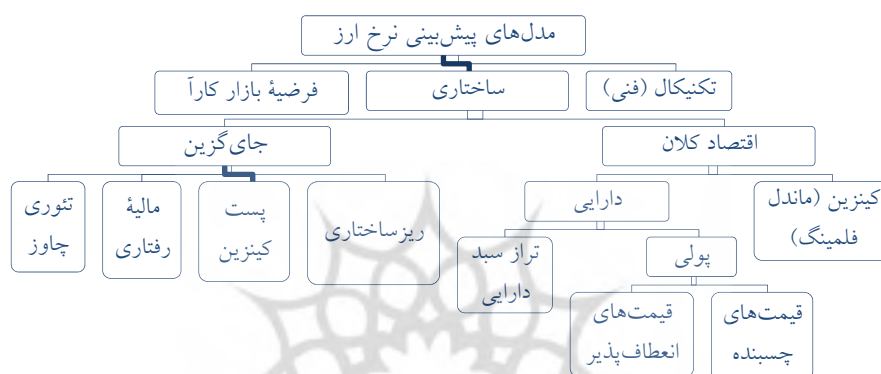 مدل‌های پیش‌بینی نرخ ارز
تکنیکال (فنی)
ساختاری
فرضیهٔ بازار کارآ
اقتصاد کلان
جای‌گزین
کینزین (ماندل
فلمینگ)
دارایی
ریزساختاری
پست
کینزین
مالیهٔ
رفتاری
تئوری
چاوز
پولی
تراز سبد
دارایی
قیمت‌های
چسبنده
قیمت‌های
انعطاف‌پذیر